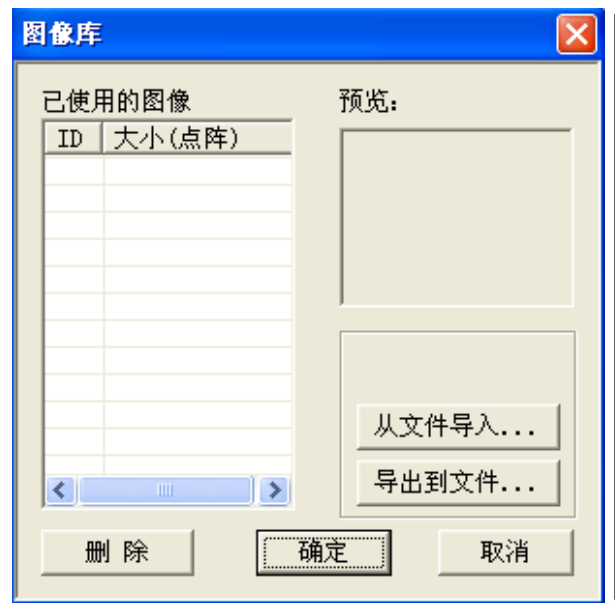 图像库
已使用的图像
预览:
ID 大小(点阵)
从文件导入...
导出到文件...
删 除
确定
取消